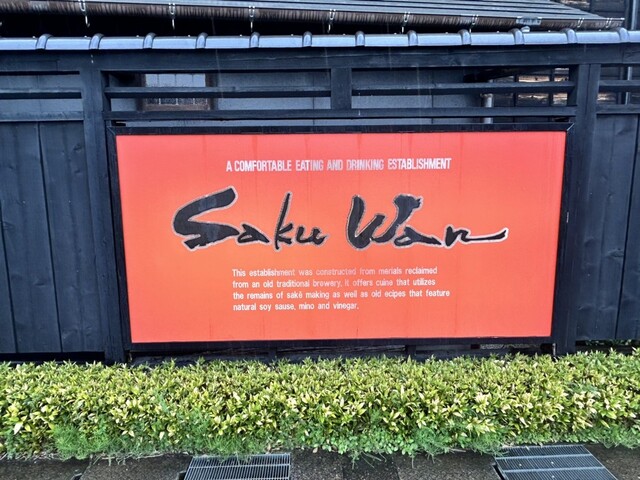 A COMFORTABLE EATING AND DRINKING ESTABLISHMENT
Saku Wan
This establishment was constructed from merials reclaimed
from an old traditional brewery, it offers cuine that utilizes
the remains of saké making as well as old ecipes that feature
natural soy sause, mino and vinegar.